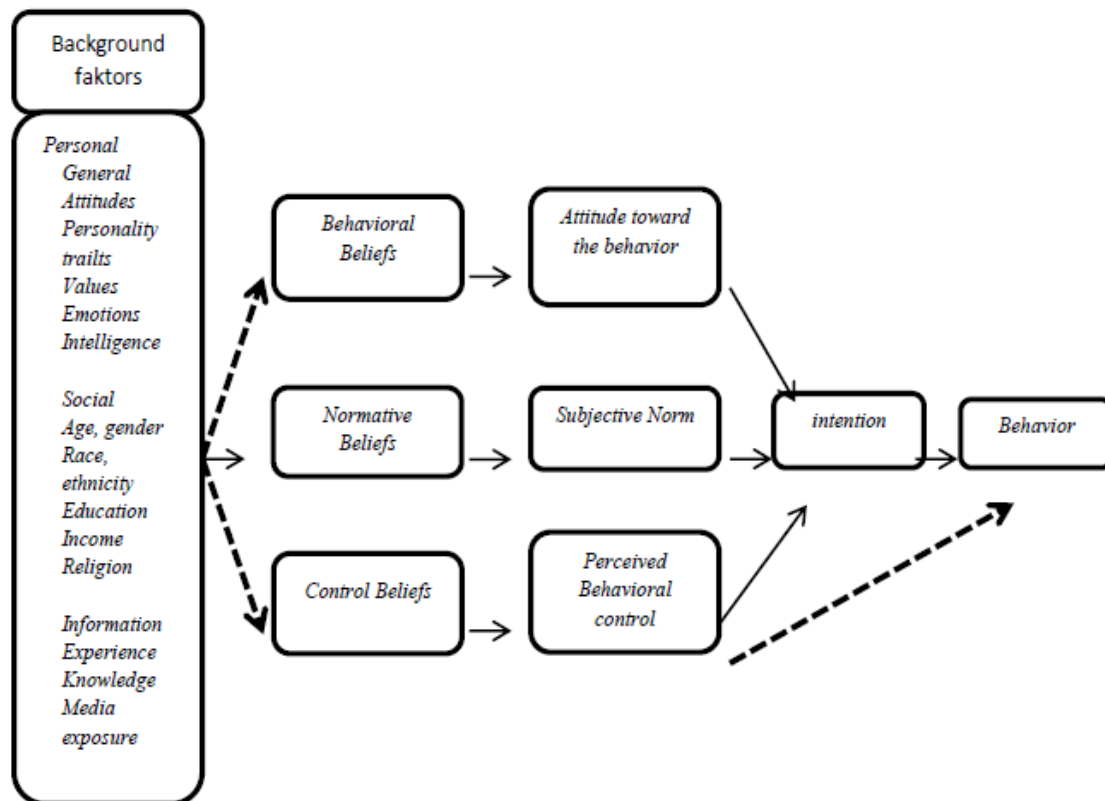 Background
faktors
Personal
General
Attitudes
Personality
trailts
Values
Emotions
Intelligence
Social
Age, gender
Race,
ethnicity
Education
Income
Religion
Information
Experience
Knowledge
Media
exposure
Behavioral
Beliefs
Attitude toward
the behavior
Normative
Beliefs
Subjective Norm
intention
Behavior
Control Beliefs
Perceived
Behavioral
control